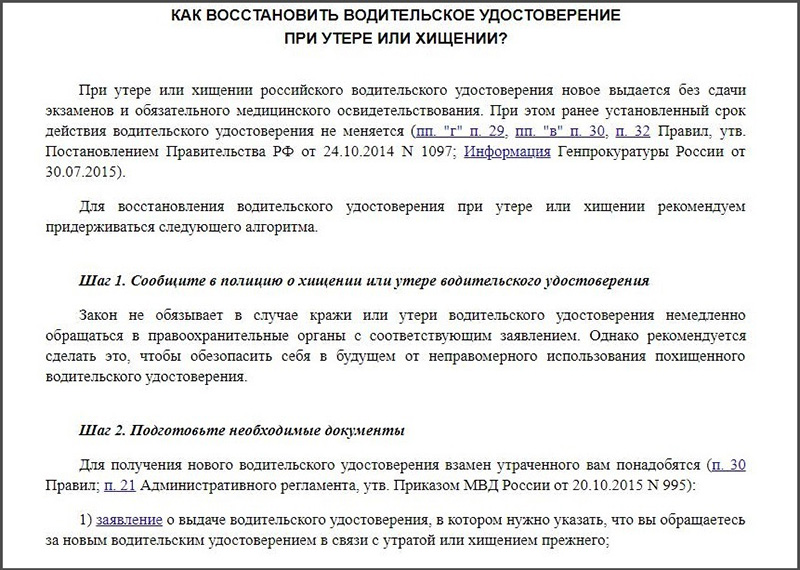 КАК ВОССТАНОВИТЬ ВОДИТЕЛЬСКОЕ УДОСТОВЕРЕНИЕ
ПРИ УТЕРЕ ИЛИ ХИЩЕНИИ?
При утере или хищении российского водительского удостоверения новое выдается без сдачи
экзаменов и обязательного медицинского освидетельствования. При этом ранее установленный срок
действия водительского удостоверения не меняется (пп. "г" п. 29, пп. "в" п. 30, п. 32 Правил, утв.
Постановлением Правительства РФ от 24.10.2014 N 1097; Информация Генпрокуратуры России от
30.07.2015).
Для восстановления водительского удостоверения при утере или хищении рекомендуем
придерживаться следующего алгоритма.
Шаг 1. Сообщите в полицию о хищении или утере водительского удостоверения
Закон не обязывает в случае кражи или утери водительского удостоверения немедленно
обращаться в правоохранительные органы с соответствующим заявлением. Однако рекомендуется
сделать это, чтобы обезопасить себя в будущем от неправомерного использования похищенного
водительского удостоверения.
Шаг 2. Подготовьте необходимые документы
Для получения нового водительского удостоверения взамен утраченного вам понадобятся (п. 30
Правил; п. 21 Административного регламента, утв. Приказом МВД России от 20.10.2015 N 995):
1) заявление о выдаче водительского удостоверения, в котором нужно указать, что вы обращаетесь
за новым водительским удостоверением в связи с утратой или хищением прежнего;